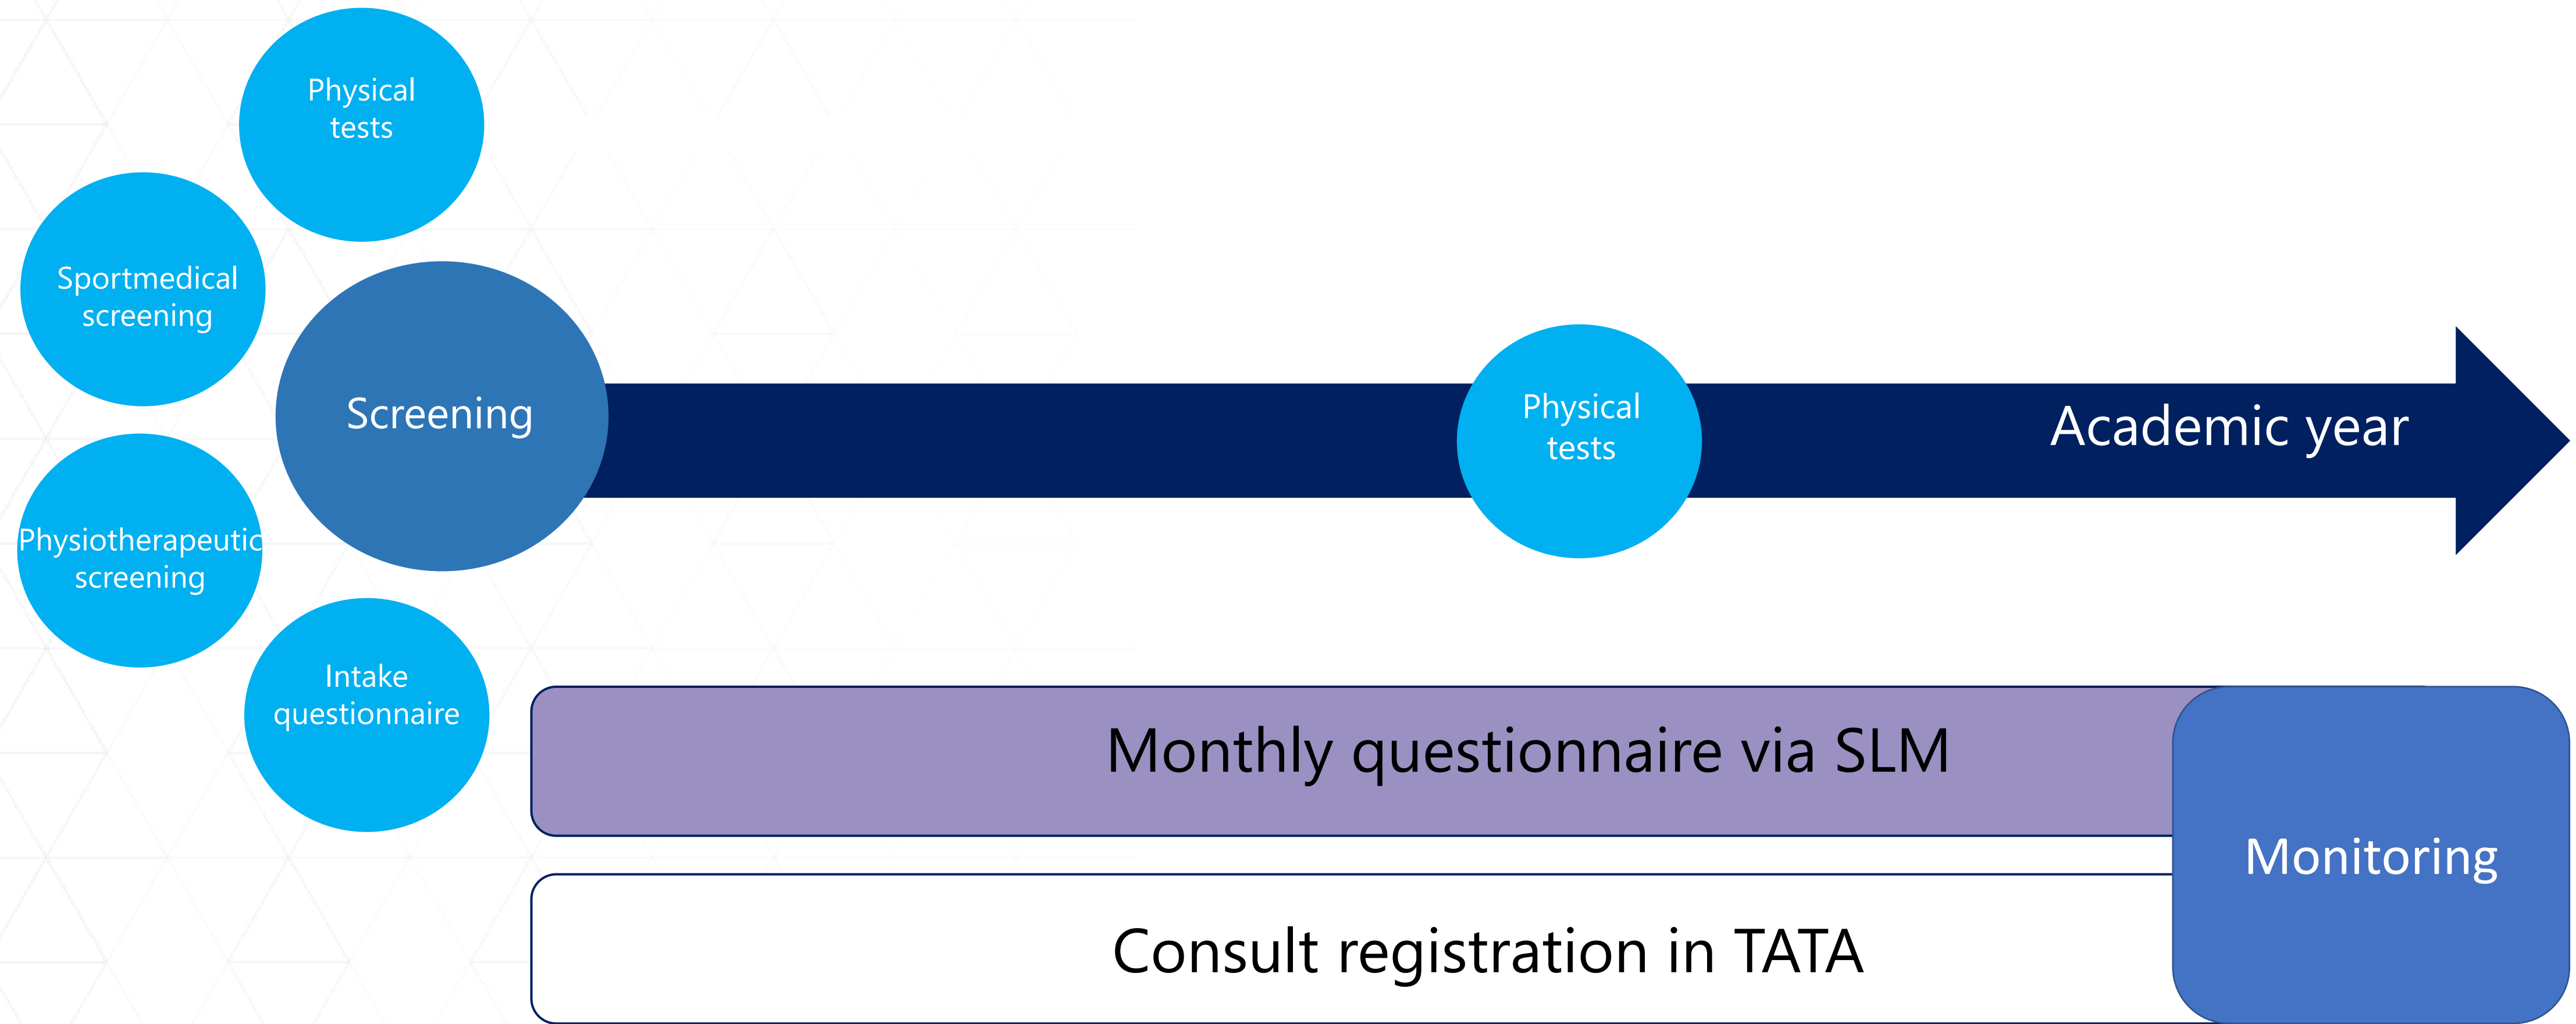 Physical
tests
Sportmedical
screening
Screening
Physiotherapeutic
screening
Intake
questionnaire
Physical
tests
Academic year
Monthly questionnaire via SLM
Consult registration in TATA
Monitoring